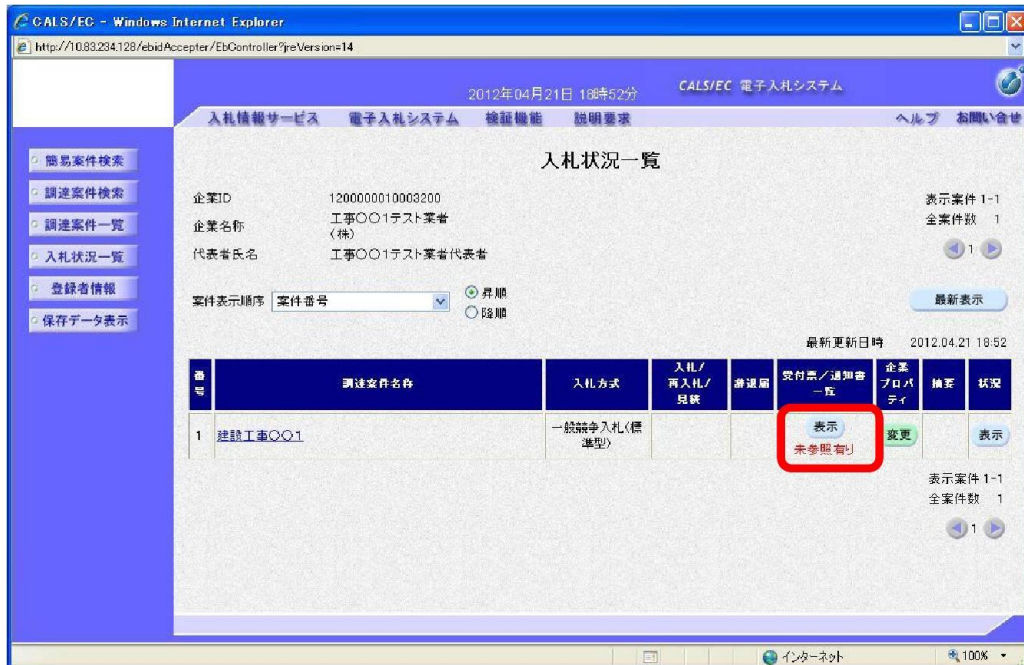 CALS/EC - Windows Internet Explorer
http://10.83.234.128/ebidAccepter/EbController?jreVersion=14
2012年04月21日 18時52分
CALS/EC 電子入札システム
入札情報サービス 電子入札システム 検証機能 説明要求 ヘルプ お問い合せ
簡易案件検索
調達案件検索
調達案件一覧
入札状況一覧
登録者情報
保存データ表示
入札状況一覧
企業ID 1200000010003200
企業名称 工事〇〇1テスト業者
(株)
代表者氏名 工事〇〇1テスト業者代表者
表示案件 1-1
全案件数 1
1
案件表示順序 案件番号
昇順
降順
最新表示
最新更新日時 2012.04.21 18:52
番号 調達案件名称 入札方式 入札/再入札/見積 辞退届 受付票/通知書一覧 企業プロパティ 摘要 状況
1 建設工事〇〇1 一般競争入札(標準型) 表示 未参照有り 変更 表示
表示案件 1-1
全案件数 1
1
インターネット 100%